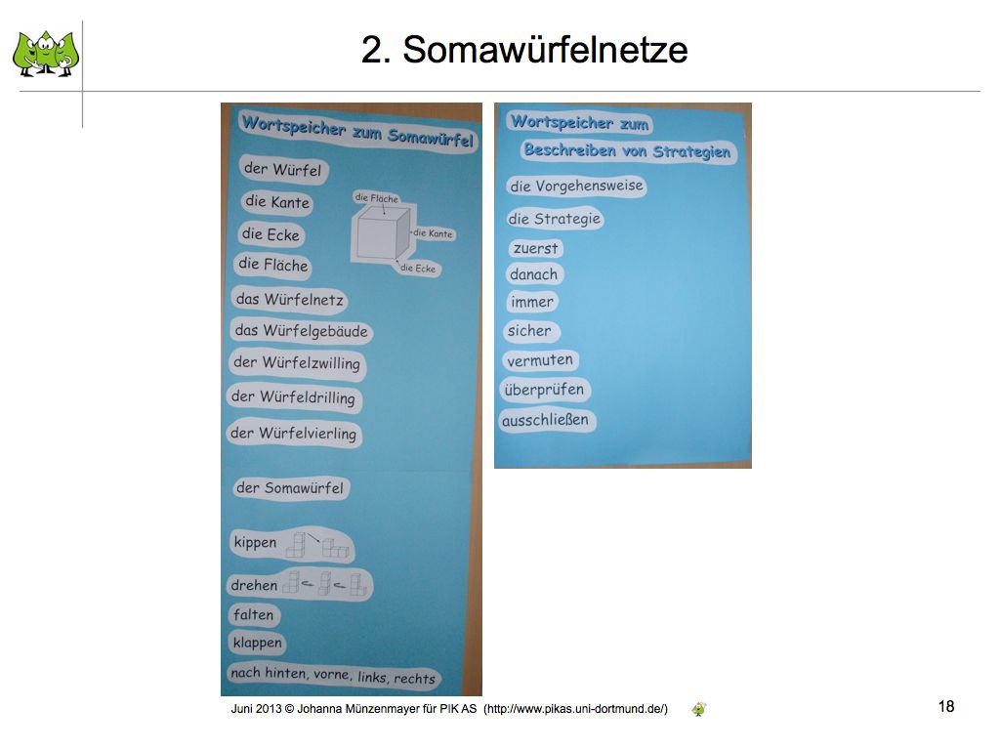 2. Somawürfelnetze
Wortspeicher zum Somawürfel
der Würfel
die Kante
die Ecke
die Fläche
die Fläche
die Kante
die Ecke
das Würfelnetz
das Würfelgebäude
der Würfelzwilling
der Würfeldrilling
der Würfelvierling
der Somawürfel
kippen
drehen
falten
klappen
nach hinten, vorne, links, rechts
Wortspeicher zum
Beschreiben von Strategien
die Vorgehensweise
die Strategie
zuerst
danach
immer
sicher
vermuten
überprüfen
ausschließen
Juni 2013 © Johanna Münzenmayer für PIK AS (http://www.pikas.uni-dortmund.de/)
18